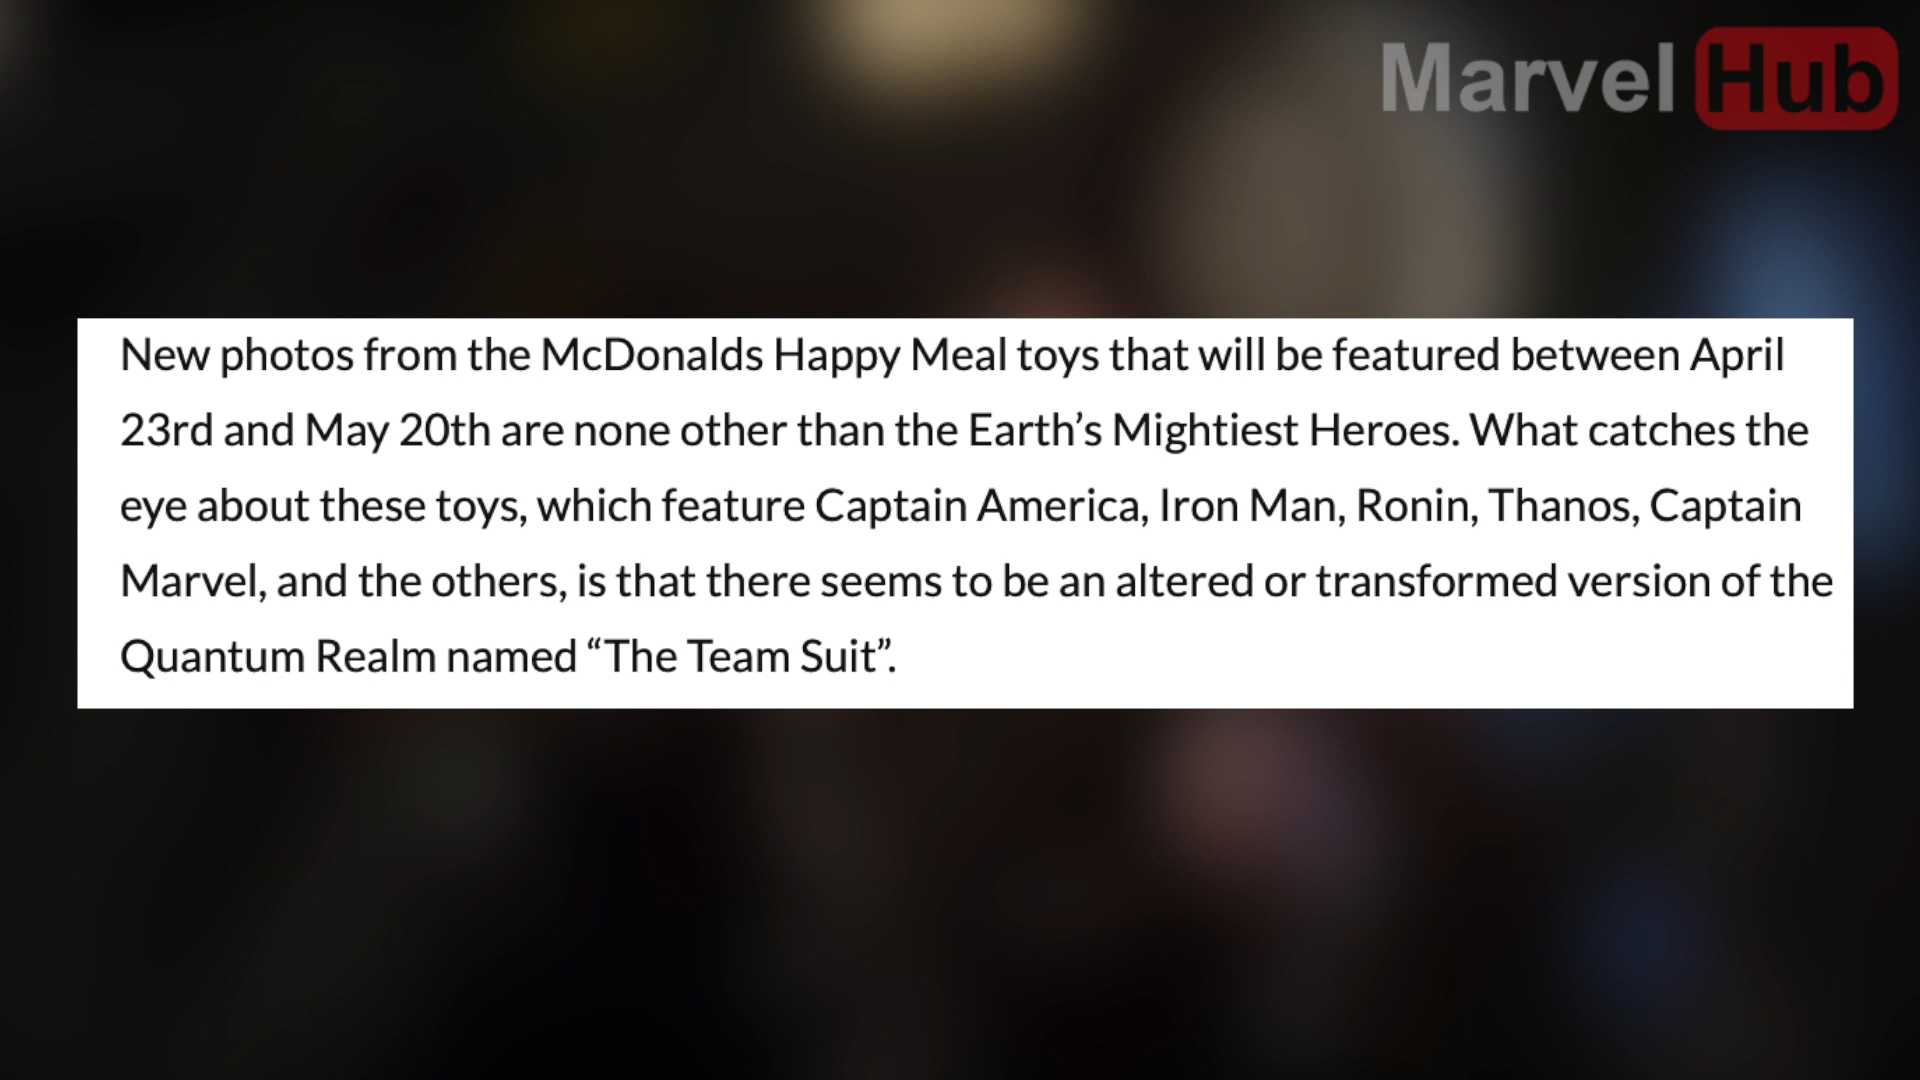 Marvel Hub
New photos from the McDonalds Happy Meal toys that will be featured between April
23rd and May 20th are none other than the Earth’s Mightiest Heroes. What catches the
eye about these toys, which feature Captain America, Iron Man, Ronin, Thanos, Captain
Marvel, and the others, is that there seems to be an altered or transformed version of the
Quantum Realm named “The Team Suit”.